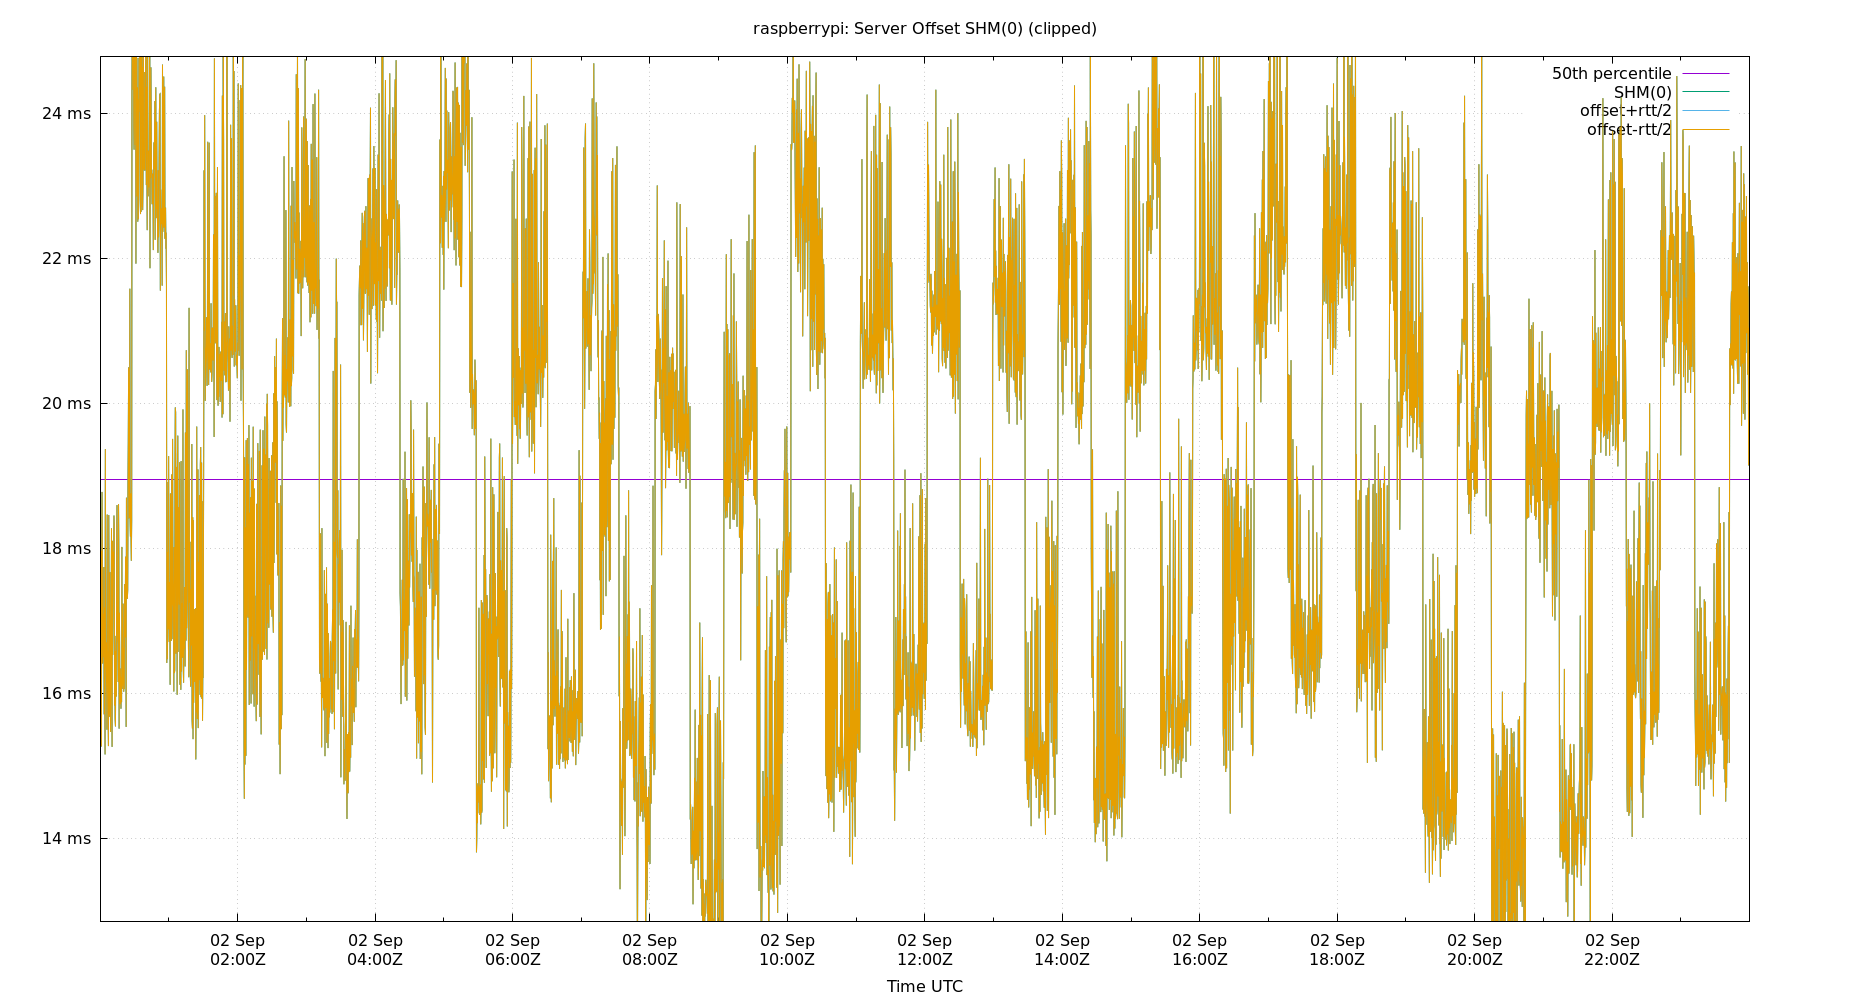 raspberrypi: Server Offset SHM(0) (clipped)
50th percentile
SHM(0)
offset+rtt/2
offset-rtt/2
24 ms
22 ms
20 ms
18 ms
16 ms
14 ms
02 Sep 02 Sep 02 Sep 02 Sep 02 Sep 02 Sep 02 Sep 02 Sep 02 Sep 02 Sep 02 Sep
02:00Z 04:00Z 06:00Z 08:00Z 10:00Z 12:00Z 14:00Z 16:00Z 18:00Z 20:00Z 22:00Z
Time UTC